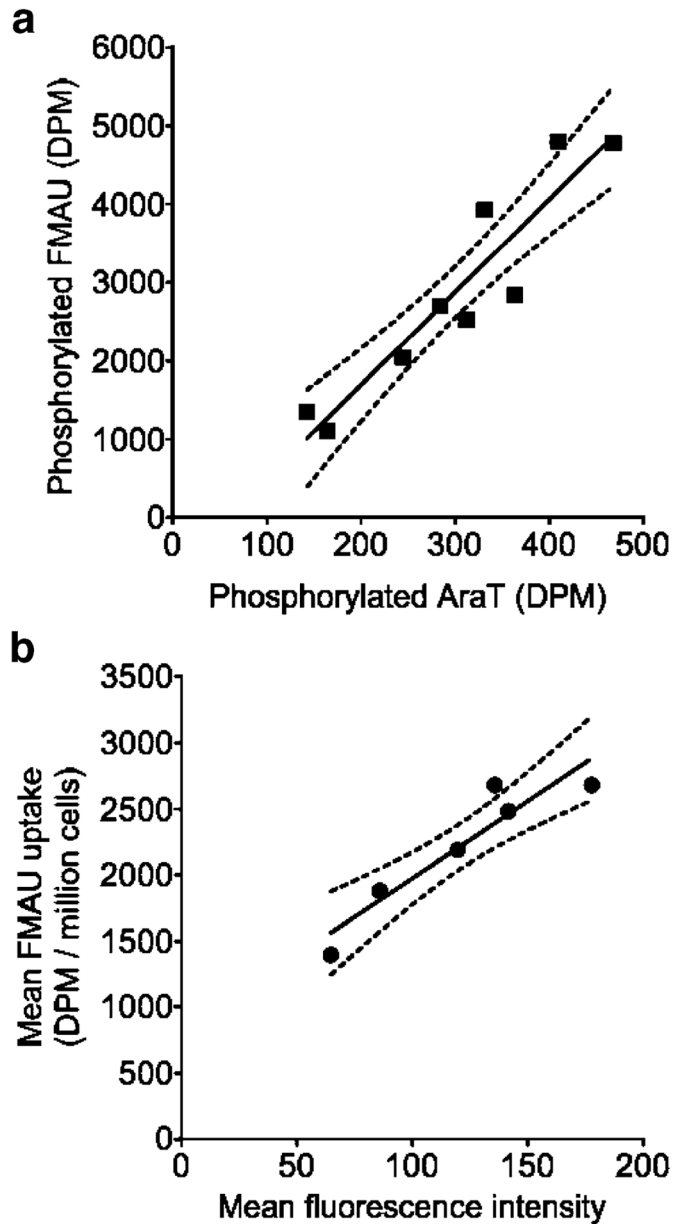 a
Phosphorylated FMAU (DPM)
6000
5000
4000
3000
2000
1000
0
0 100 200 300 400 500
Phosphorylated AraT (DPM)
b
Mean FMAU uptake
(DPM / million cells)
3500
3000
2500
2000
1500
1000
500
0
0 50 100 150 200
Mean fluorescence intensity